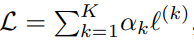 ℒ = ∑_{k=1}^{K} α_k ℓ^{(k)}